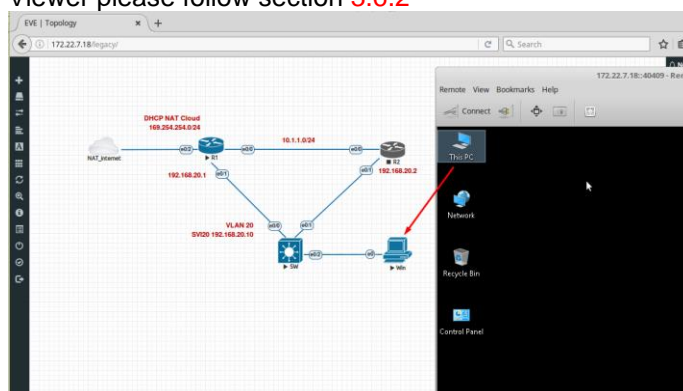 viewer please follow section 5.6.2
EVE | Topology × +
172.22.7.18/legacy/
Search
172.22.7.18::40409 - Re
Remote View Bookmarks Help
Connect
This PC
Network
Recycle Bin
Control Panel
DHCP NAT Cloud
169.254.254.0/24
10.1.1.0/24
NAT_Internet
e0/2
R1
e0/0
e0/0
R2
192.168.20.1
e0/1
e0/1
192.168.20.2
VLAN 20
SVI20 192.168.20.10
e0/0
e0/1
SW
e0/2
e0
Win